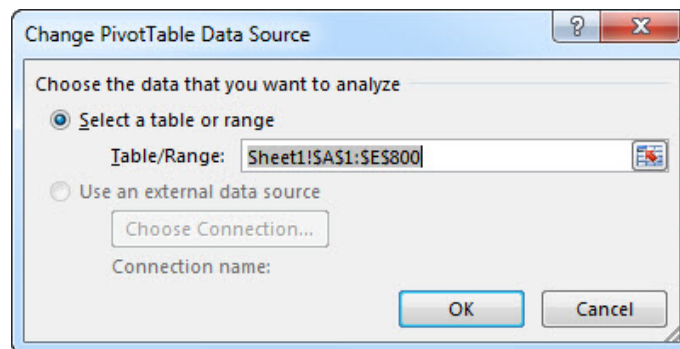 Change PivotTable Data Source
?
X
Choose the data that you want to analyze
Select a table or range
Table/Range: Sheet1!$A$1:$E$800
Use an external data source
Choose Connection...
Connection name:
OK Cancel